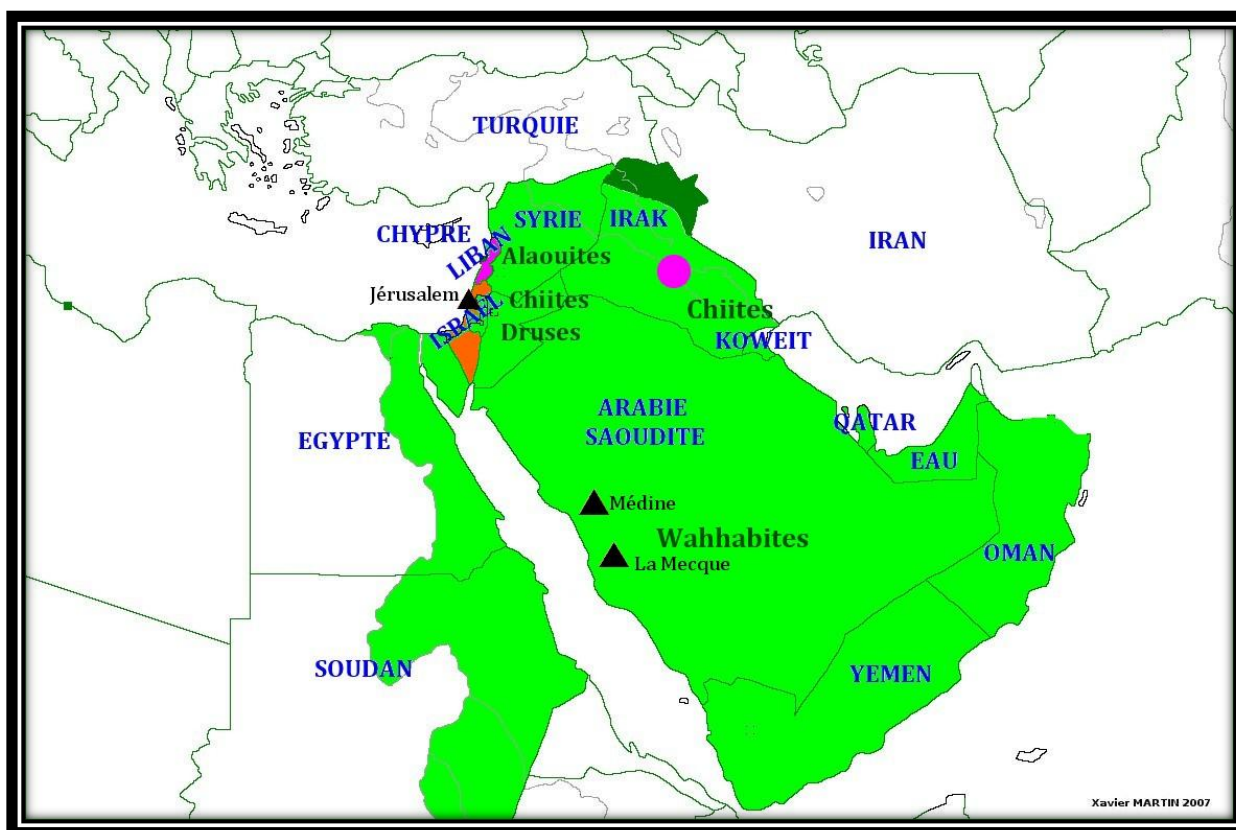 TURQUIE
SYRIE
IRAK
CHYPRE
LIBAN
IRAN
Alaouites
Jérusalem
Chiites
Chiites
ISRAEL
Druses
KOWEIT
ARABIE
SAOUDITE
QATAR
EGYPTE
EAU
Médine
Wahhabites
OMAN
La Mecque
SOUDAN
YEMEN
Xavier MARTIN 2007